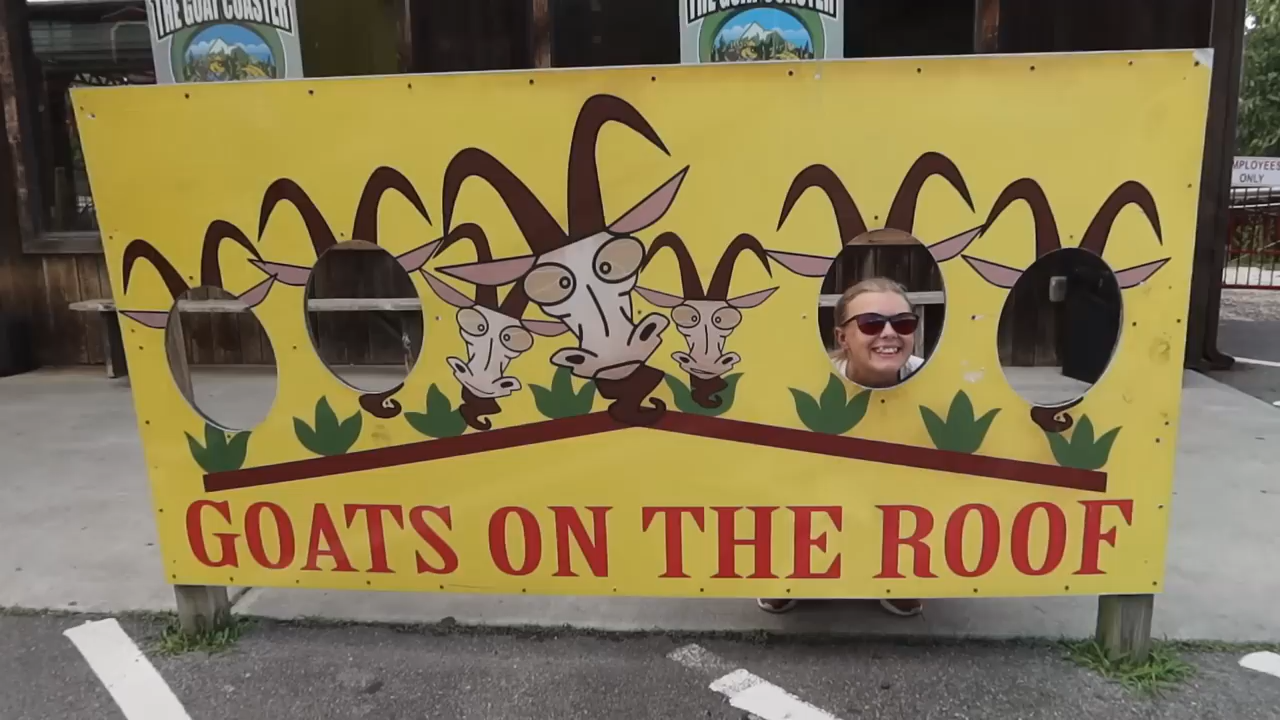 THE GOAT COASTER
THE GOAT COASTER
EMPLOYEES
ONLY
GOATS ON THE ROOF